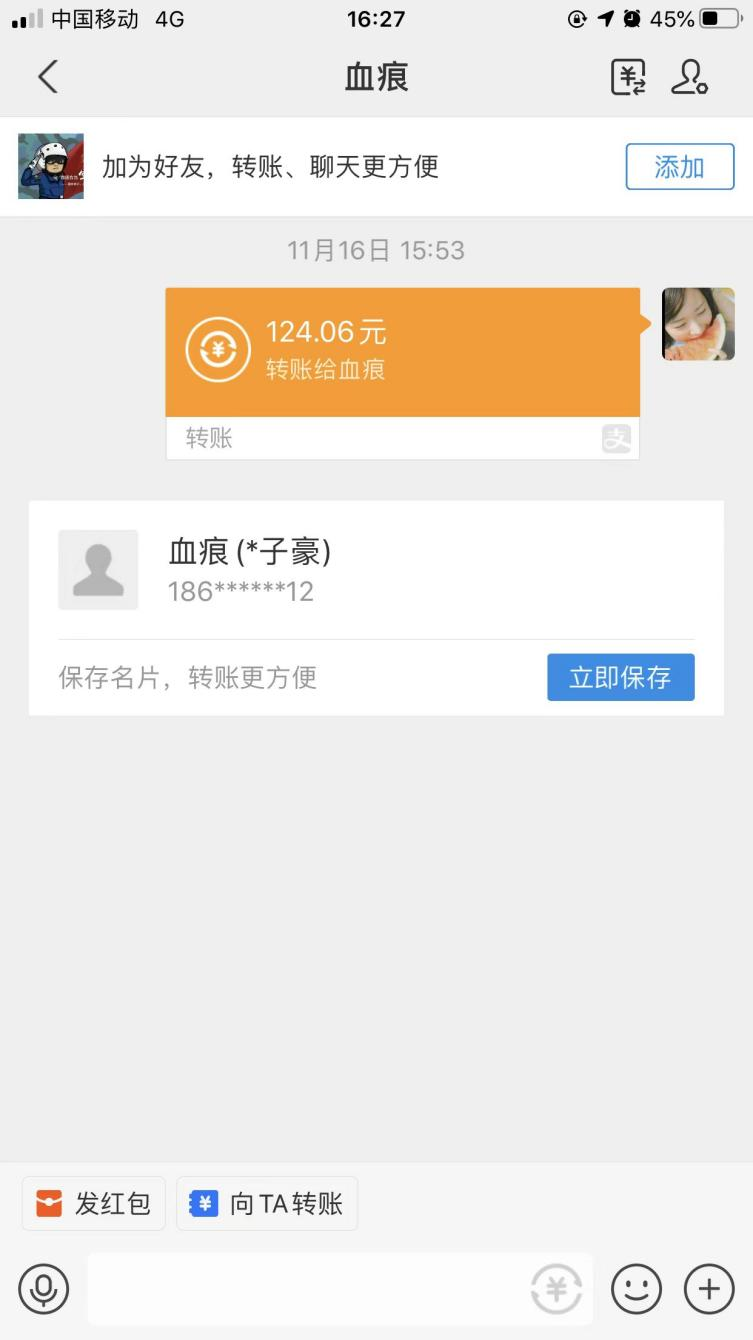 中国移动 4G 16:27 45%
血痕
加为好友，转账、聊天更方便 添加
11月16日 15:53
124.06元
转账给血痕
转账 支
血痕(*子豪)
186******12
保存名片，转账更方便 立即保存
发红包 向TA转账